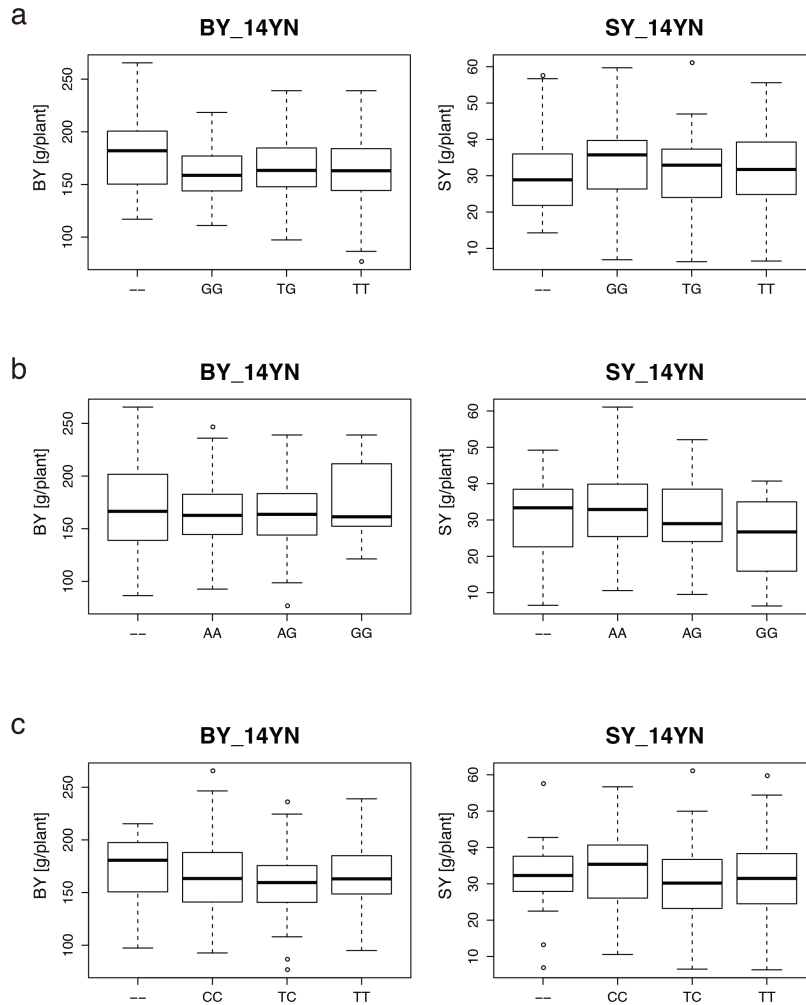 a
BY_14YN
SY_14YN
BY [g/plant]
250
200
150
100
-- GG TG TT
SY [g/plant]
60
50
40
30
20
10
-- GG TG TT
b
BY_14YN
SY_14YN
BY [g/plant]
250
200
150
100
-- AA AG GG
SY [g/plant]
60
50
40
30
20
10
-- AA AG GG
c
BY_14YN
SY_14YN
BY [g/plant]
250
200
150
100
-- CC TC TT
SY [g/plant]
60
50
40
30
20
10
-- CC TC TT